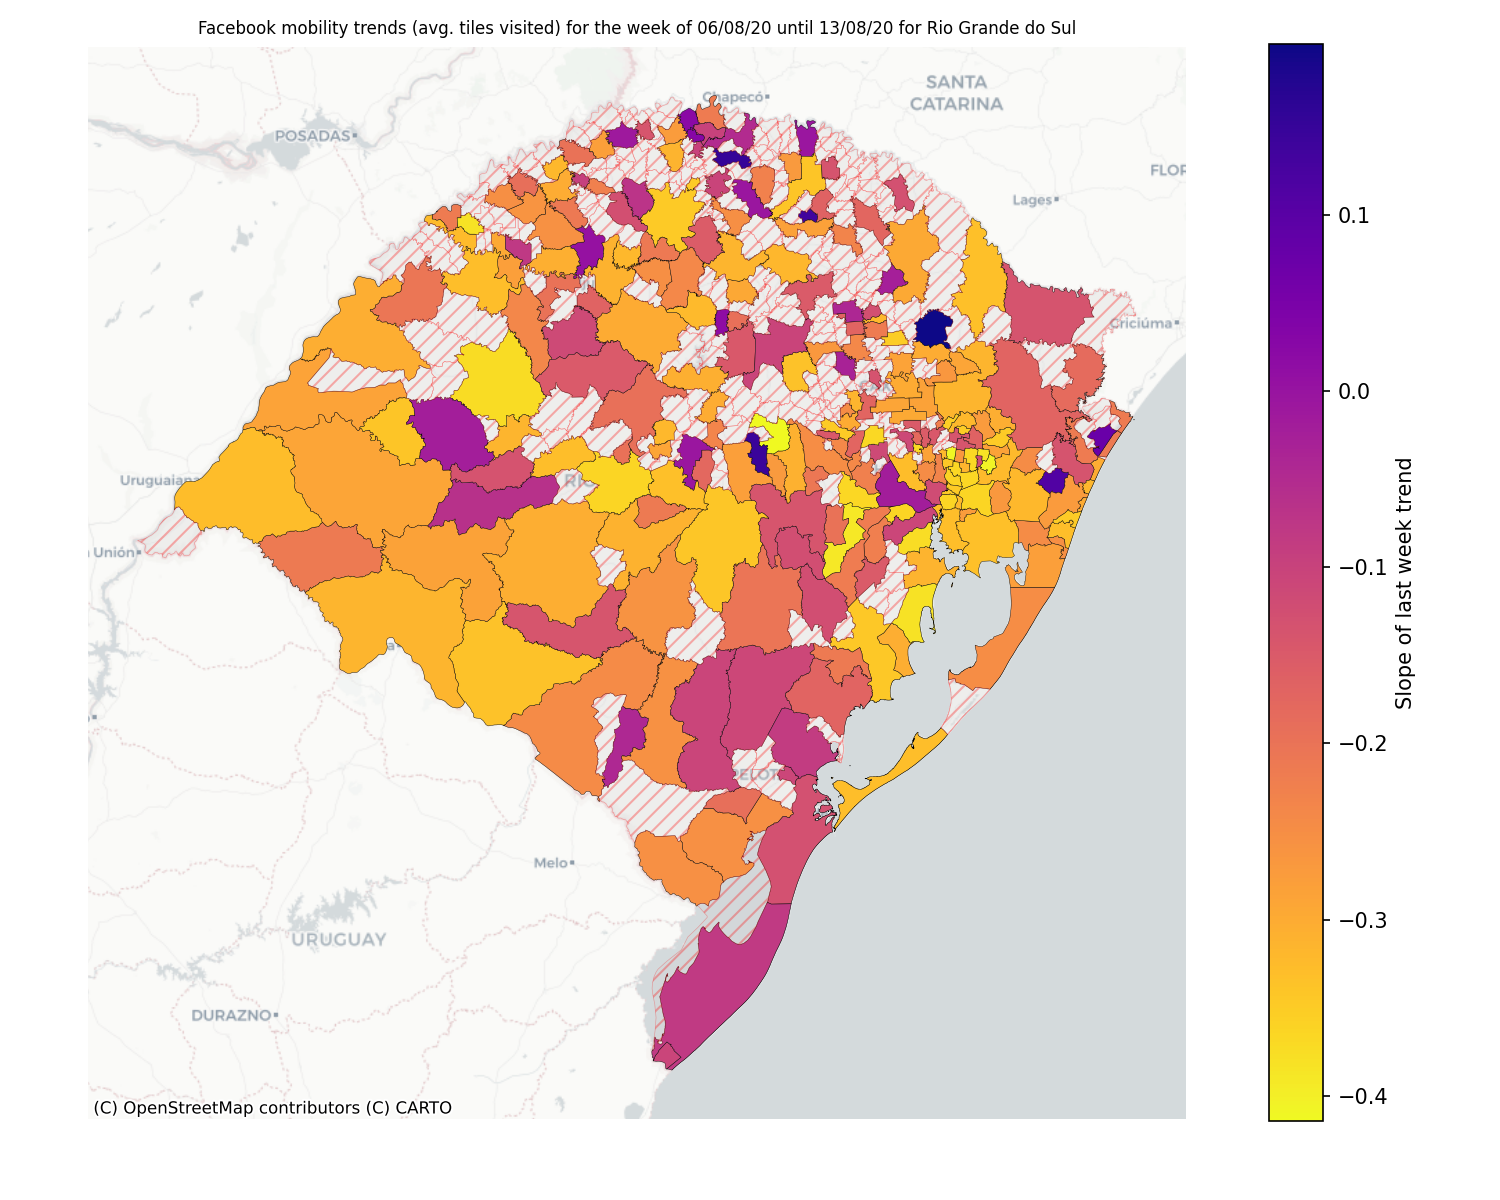 Facebook mobility trends (avg. tiles visited) for the week of 06/08/20 until 13/08/20 for Rio Grande do Sul
Chapecó
SANTA
CATARINA
POSADAS
FLOR
Lages
Criciúma
0.1
0.0
−0.1
−0.2
−0.3
−0.4
Slope of last week trend
Uruguaiana
Unión
PELOT
Melo
URUGUAY
DURAZNO
(C) OpenStreetMap contributors (C) CARTO